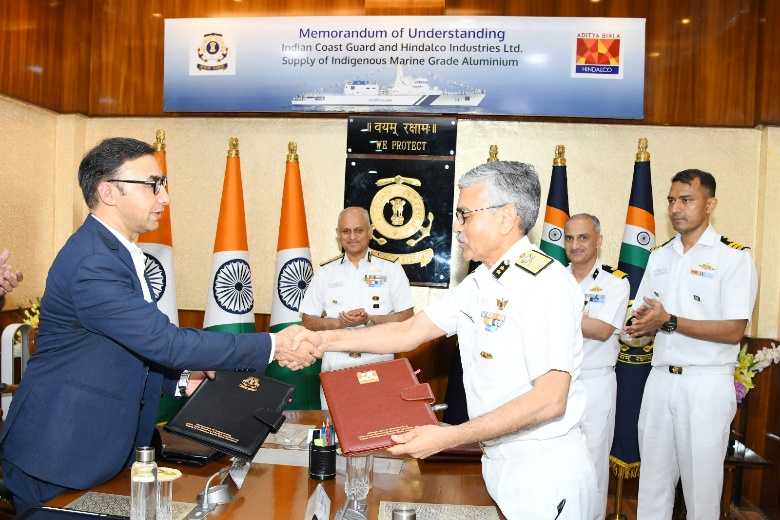 Memorandum of Understanding
Indian Coast Guard and Hindalco Industries Ltd.
Supply of Indigenous Marine Grade Aluminium
ADITYA BIRLA
HINDALCO
॥ वयम् रक्षामः ॥
WE PROTECT